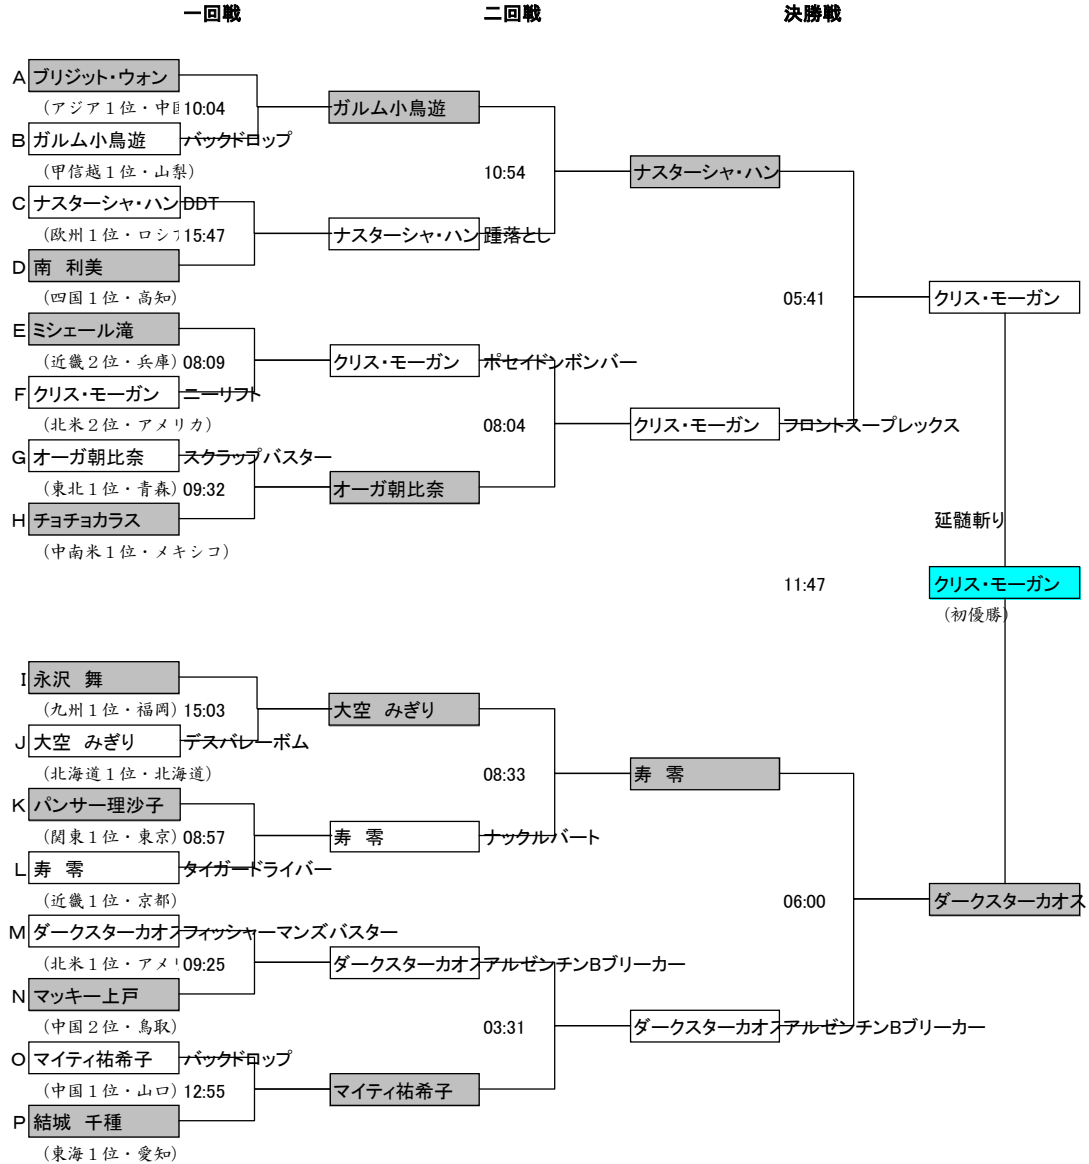 一回戦 二回戦 決勝戦
A ブリジット・ウォン
(アジア１位・中国 10:04 ガルム小鳥遊
B ガルム小鳥遊 バックドロップ
(甲信越１位・山梨) 10:54 ナスターシャ・ハン
C ナスターシャ・ハン DDT
(欧州１位・ロシア 15:47 ナスターシャ・ハン 踵落とし
D 南　利美
(四国１位・高知) 05:41 クリス・モーガン
E ミシェール滝
(近畿２位・兵庫) 08:09 クリス・モーガン ポセイドンボンバー
F クリス・モーガン ニーリフト
(北米２位・アメリカ) 08:04 クリス・モーガン フロントスープレックス
G オーガ朝比奈 スクラップバスター
(東北１位・青森) 09:32 オーガ朝比奈
H チョチョカラス 延髄斬り
(中南米１位・メキシコ)
11:47 クリス・モーガン
(初優勝)
I 永沢　舞
(九州１位・福岡) 15:03 大空　みぎり
J 大空　みぎり デスバレーボム
(北海道１位・北海道) 08:33 寿　零
K パンサー理沙子
(関東１位・東京) 08:57 寿　零 ナックルパート
L 寿　零 タイガードライバー
(近畿１位・京都) 06:00 ダークスターカオス
M ダークスターカオス フィッシャーマンズバスター
(北米１位・アメリ 09:25 ダークスターカオス アルゼンチンBブリーカー
N マッキー上戸
(中国２位・鳥取) 03:31 ダークスターカオス アルゼンチンBブリーカー
O マイティ祐希子 バックドロップ
(中国１位・山口) 12:55 マイティ祐希子
P 結城　千種
(東海１位・愛知)